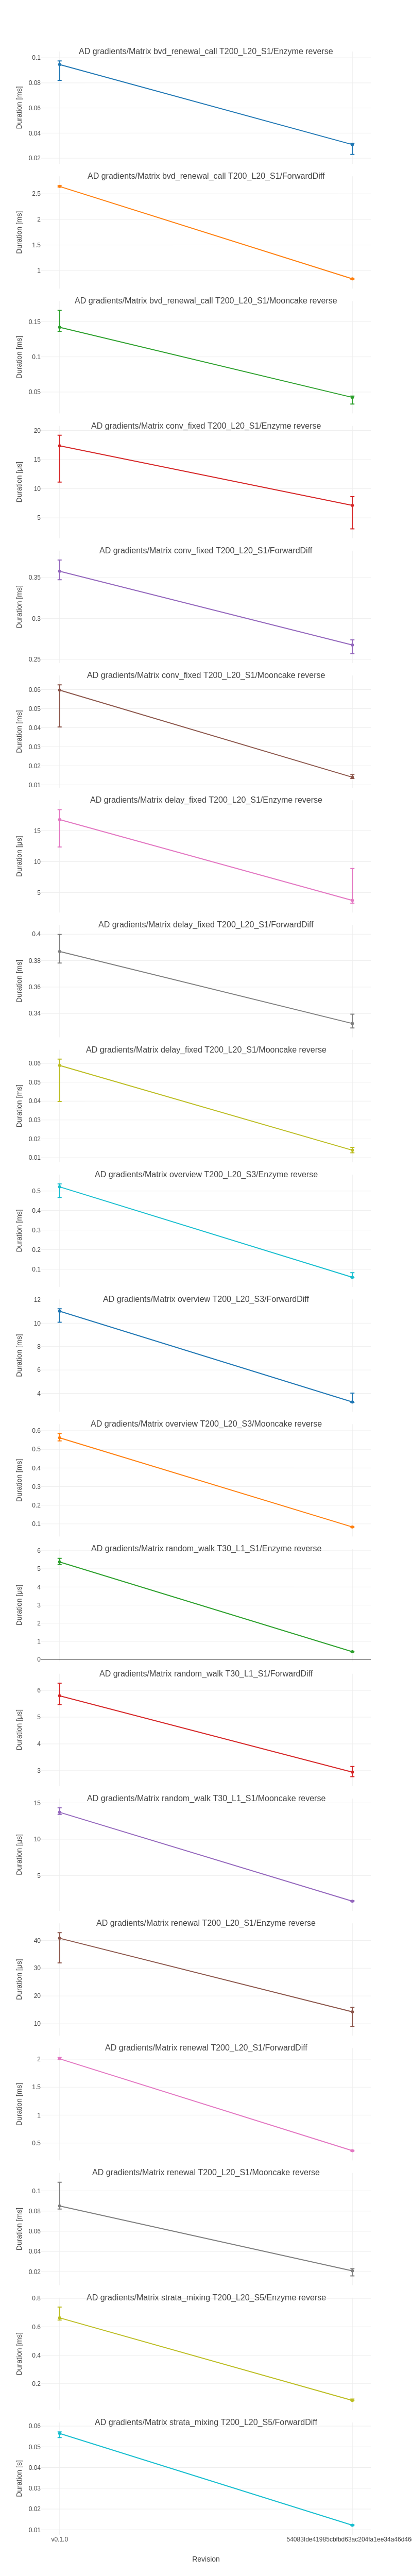 AD gradients/Matrix bvd_renewal_call T200_L20_S1/Enzyme reverse
Duration [ms]
0.1
0.08
0.06
0.04
0.02
AD gradients/Matrix bvd_renewal_call T200_L20_S1/ForwardDiff
Duration [ms]
2.5
2
1.5
1
AD gradients/Matrix bvd_renewal_call T200_L20_S1/Mooncake reverse
Duration [ms]
0.15
0.1
0.05
AD gradients/Matrix conv_fixed T200_L20_S1/Enzyme reverse
Duration [μs]
20
15
10
5
AD gradients/Matrix conv_fixed T200_L20_S1/ForwardDiff
Duration [ms]
0.35
0.3
0.25
AD gradients/Matrix conv_fixed T200_L20_S1/Mooncake reverse
Duration [ms]
0.06
0.05
0.04
0.03
0.02
0.01
AD gradients/Matrix delay_fixed T200_L20_S1/Enzyme reverse
Duration [μs]
15
10
5
AD gradients/Matrix delay_fixed T200_L20_S1/ForwardDiff
Duration [ms]
0.4
0.38
0.36
0.34
AD gradients/Matrix delay_fixed T200_L20_S1/Mooncake reverse
Duration [ms]
0.06
0.05
0.04
0.03
0.02
0.01
AD gradients/Matrix overview T200_L20_S3/Enzyme reverse
Duration [ms]
0.5
0.4
0.3
0.2
0.1
AD gradients/Matrix overview T200_L20_S3/ForwardDiff
Duration [ms]
12
10
8
6
4
AD gradients/Matrix overview T200_L20_S3/Mooncake reverse
Duration [ms]
0.6
0.5
0.4
0.3
0.2
0.1
AD gradients/Matrix random_walk T30_L1_S1/Enzyme reverse
Duration [μs]
6
5
4
3
2
1
0
AD gradients/Matrix random_walk T30_L1_S1/ForwardDiff
Duration [μs]
6
5
4
3
AD gradients/Matrix random_walk T30_L1_S1/Mooncake reverse
Duration [μs]
15
10
5
AD gradients/Matrix renewal T200_L20_S1/Enzyme reverse
Duration [μs]
40
30
20
10
AD gradients/Matrix renewal T200_L20_S1/ForwardDiff
Duration [ms]
2
1.5
1
0.5
AD gradients/Matrix renewal T200_L20_S1/Mooncake reverse
Duration [ms]
0.1
0.08
0.06
0.04
0.02
AD gradients/Matrix strata_mixing T200_L20_S5/Enzyme reverse
Duration [ms]
0.8
0.6
0.4
0.2
AD gradients/Matrix strata_mixing T200_L20_S5/ForwardDiff
Duration [s]
0.06
0.05
0.04
0.03
0.02
0.01
v0.1.0
Revision